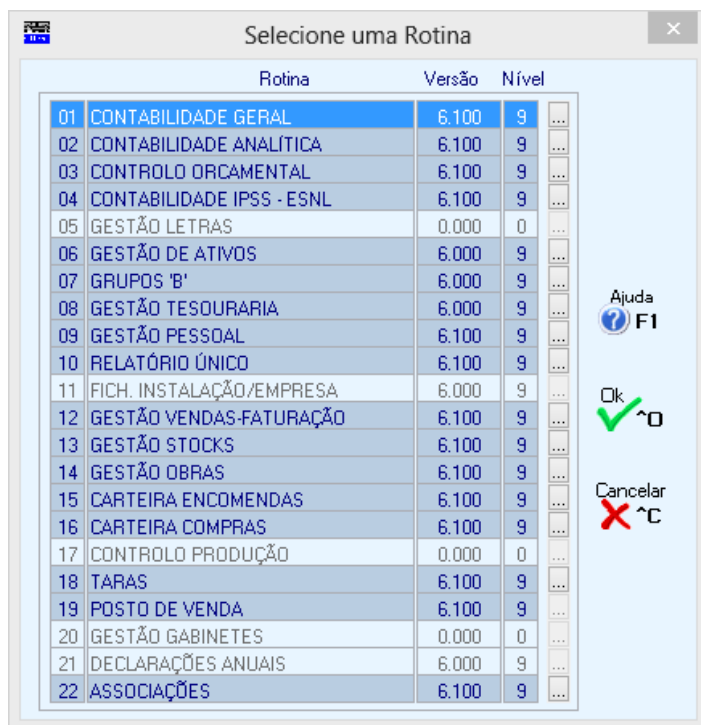 Selecione uma Rotina
Rotina Versão Nível
01 CONTABILIDADE GERAL 6.100 9 ...
02 CONTABILIDADE ANALÍTICA 6.100 9 ...
03 CONTROLO ORCAMENTAL 6.100 9 ...
04 CONTABILIDADE IPSS - ESNL 6.100 9 ...
05 GESTÃO LETRAS 0.000 0 ...
06 GESTÃO DE ATIVOS 6.000 9 ...
07 GRUPOS 'B' 6.000 9 ...
08 GESTÃO TESOURARIA 6.000 9 ...
09 GESTÃO PESSOAL 6.100 9 ...
10 RELATÓRIO ÚNICO 6.100 9 ...
11 FICH. INSTALAÇÃO/EMPRESA 6.000 9 ...
12 GESTÃO VENDAS-FATURAÇÃO 6.100 9 ...
13 GESTÃO STOCKS 6.100 9 ...
14 GESTÃO OBRAS 6.100 9 ...
15 CARTEIRA ENCOMENDAS 6.100 9 ...
16 CARTEIRA COMPRAS 6.100 9 ...
17 CONTROLO PRODUÇÃO 0.000 0 ...
18 TARAS 6.100 9 ...
19 POSTO DE VENDA 6.100 9 ...
20 GESTÃO GABINETES 0.000 0 ...
21 DECLARAÇÕES ANUAIS 6.000 9 ...
22 ASSOCIAÇÕES 6.100 9 ...
Ajuda
F1
Ok
^O
Cancelar
^C